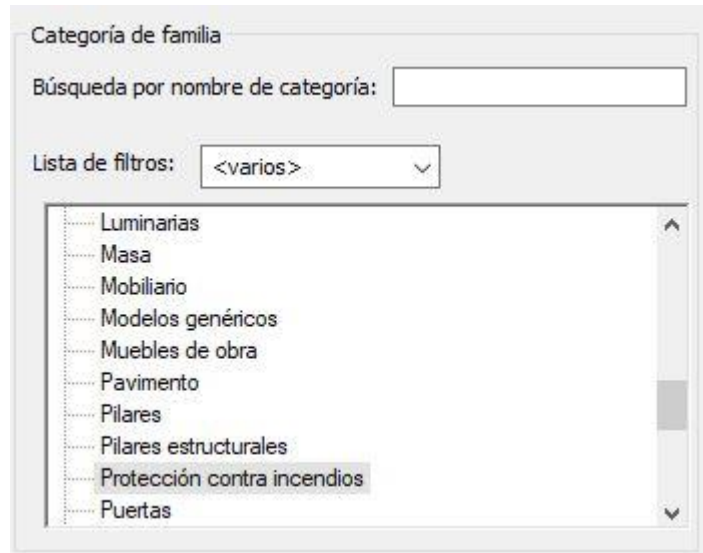 Categoría de familia
Búsqueda por nombre de categoría:
Lista de filtros: <varios>
Luminarias
Masa
Mobiliario
Modelos genéricos
Muebles de obra
Pavimento
Pilares
Pilares estructurales
Protección contra incendios
Puertas